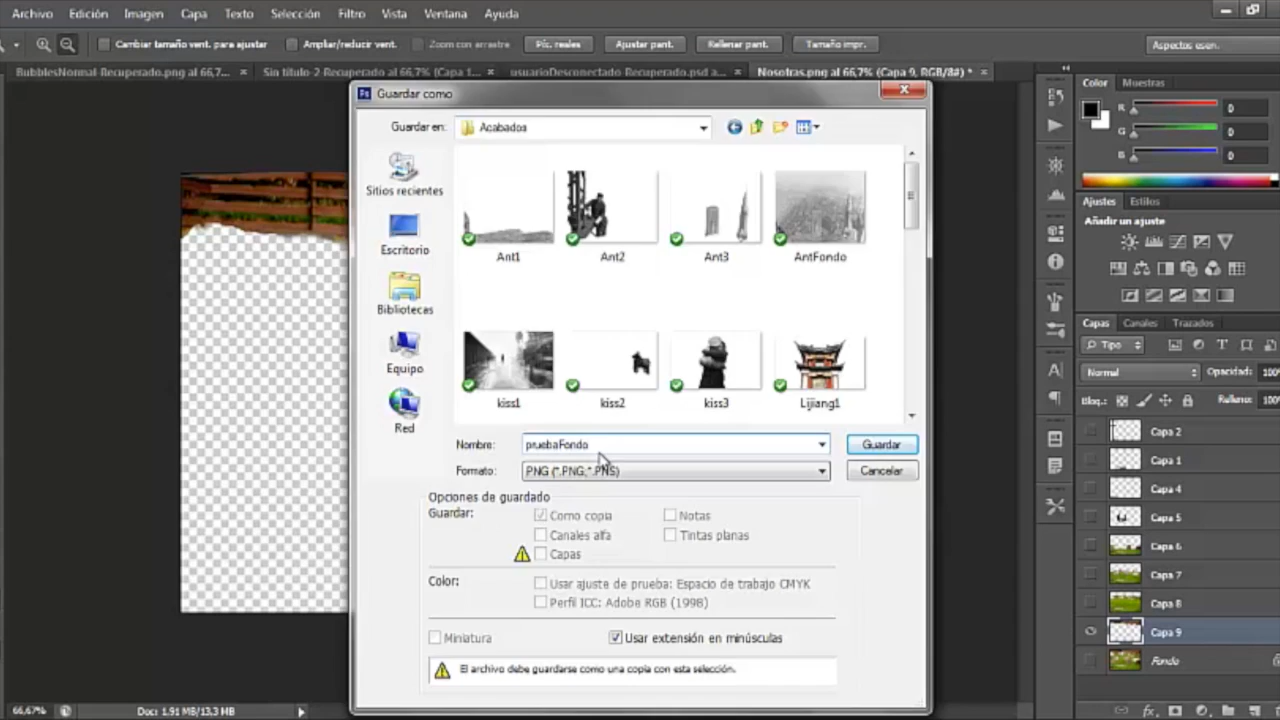 Archivo Edición Imagen Capa Texto Selección Filtro Vista Ventana Ayuda
Cambiar tamaño vent. para ajustar Ampliar/reducir vent. Zoom con arrastre Píx. reales Ajustar pant. Rellenar pant. Tamaño impr. Aspectos esen.
BubblesNormal-Recuperado.png al 66,7... × Sin título-2-Recuperado al 66,7% (Capa 1... × usuarioDesconectado-Recuperado.psd a... × Nosotras.png al 66,7% (Capa 9, RGB/8#) * ×
Guardar como
Guardar en: Acabados
Sitios recientes
Escritorio
Bibliotecas
Equipo
Red
Ant1 Ant2 Ant3 AntFondo
kiss1 kiss2 kiss3 Lijiang1
Nombre: pruebaFondo Guardar
Formato: PNG (*.PNG;*.PNS) Cancelar
Opciones de guardado
Guardar: Como copia Notas
Canales alfa Tintas planas
Capas
Color: Usar ajuste de prueba: Espacio de trabajo CMYK
Perfil ICC: Adobe RGB (1998)
Miniatura Usar extensión en minúsculas
El archivo debe guardarse como una copia con esta selección.
Color Muestras
R 0
G 0
B 0
Ajustes Estilos
Añadir un ajuste
Capas Canales Trazados
Tipo
Normal Opacidad: 100%
Bloq.: Relleno: 100%
Capa 2
Capa 1
Capa 4
Capa 5
Capa 6
Capa 7
Capa 8
Capa 9
Fondo
66,67% Doc: 1,91 MB/13,3 MB